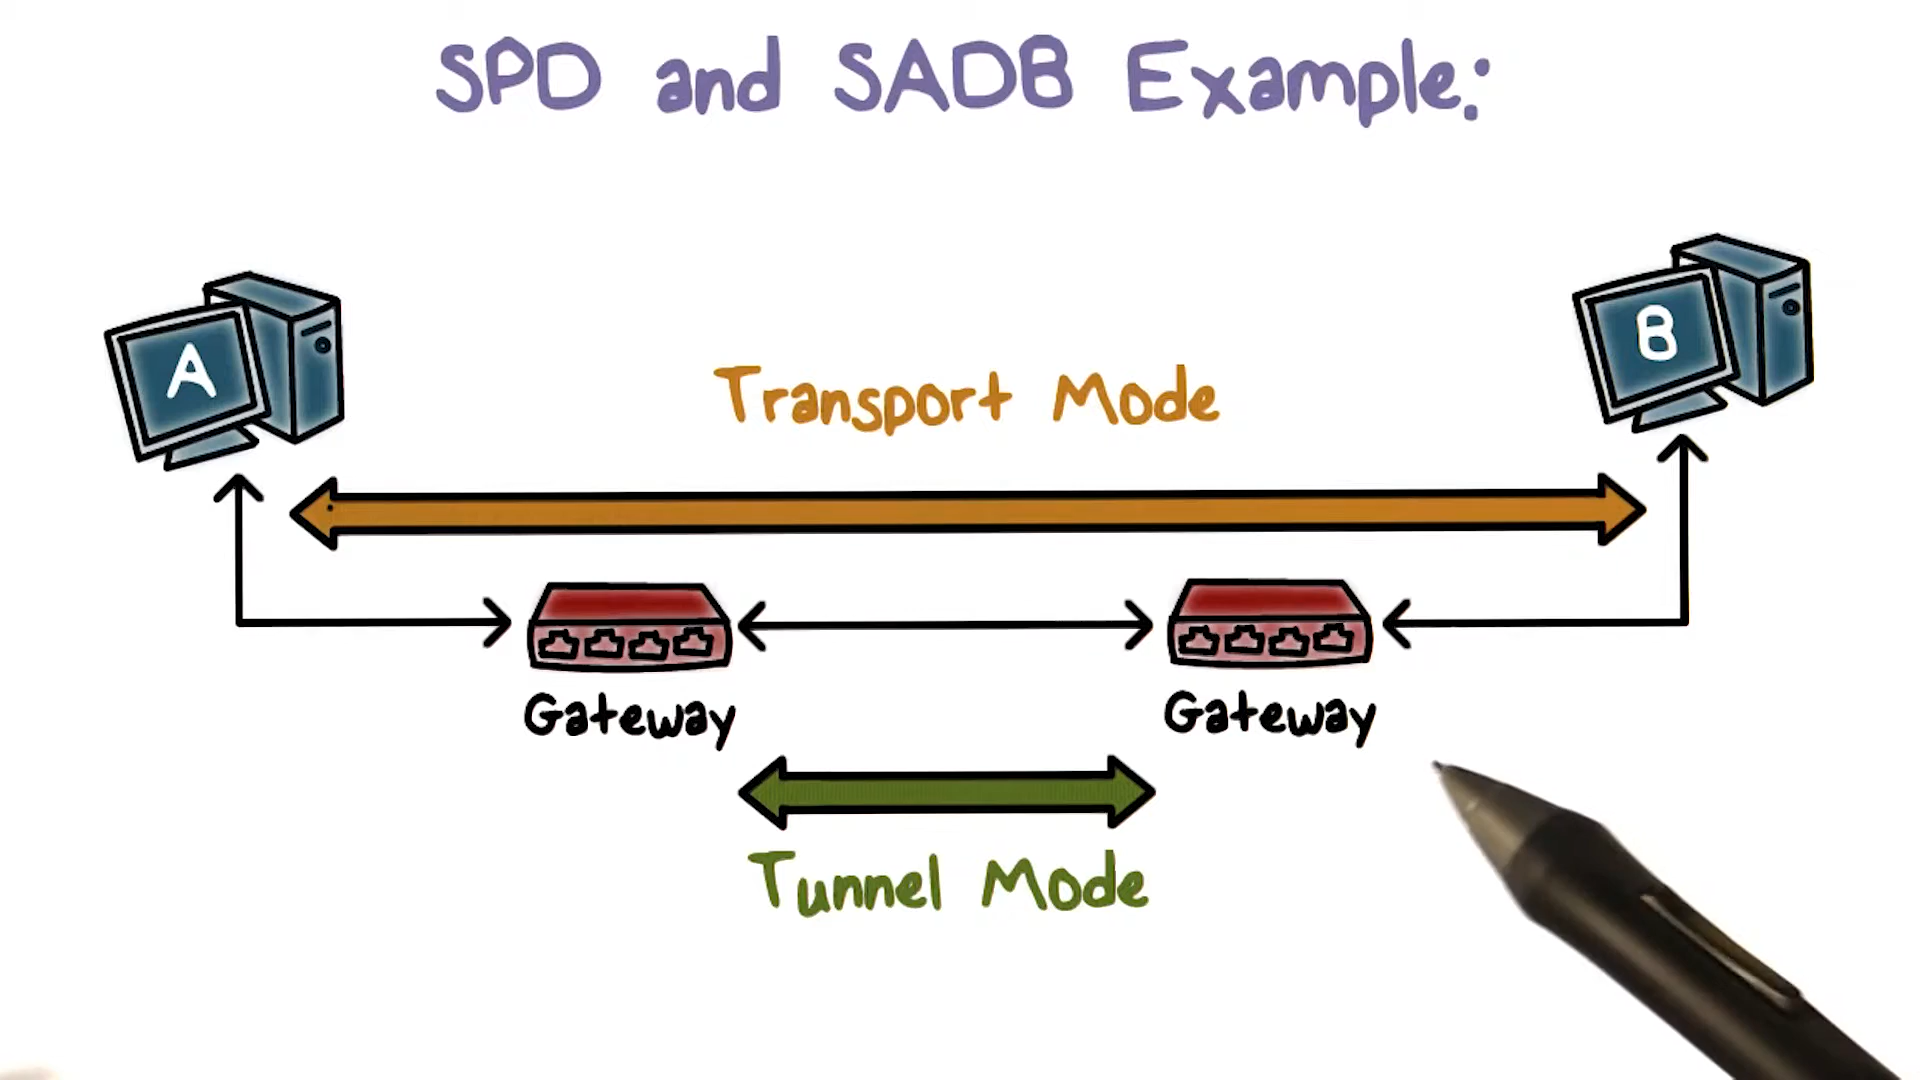 SPD and SADB Example:
A
B
Transport Mode
Gateway
Gateway
Tunnel Mode